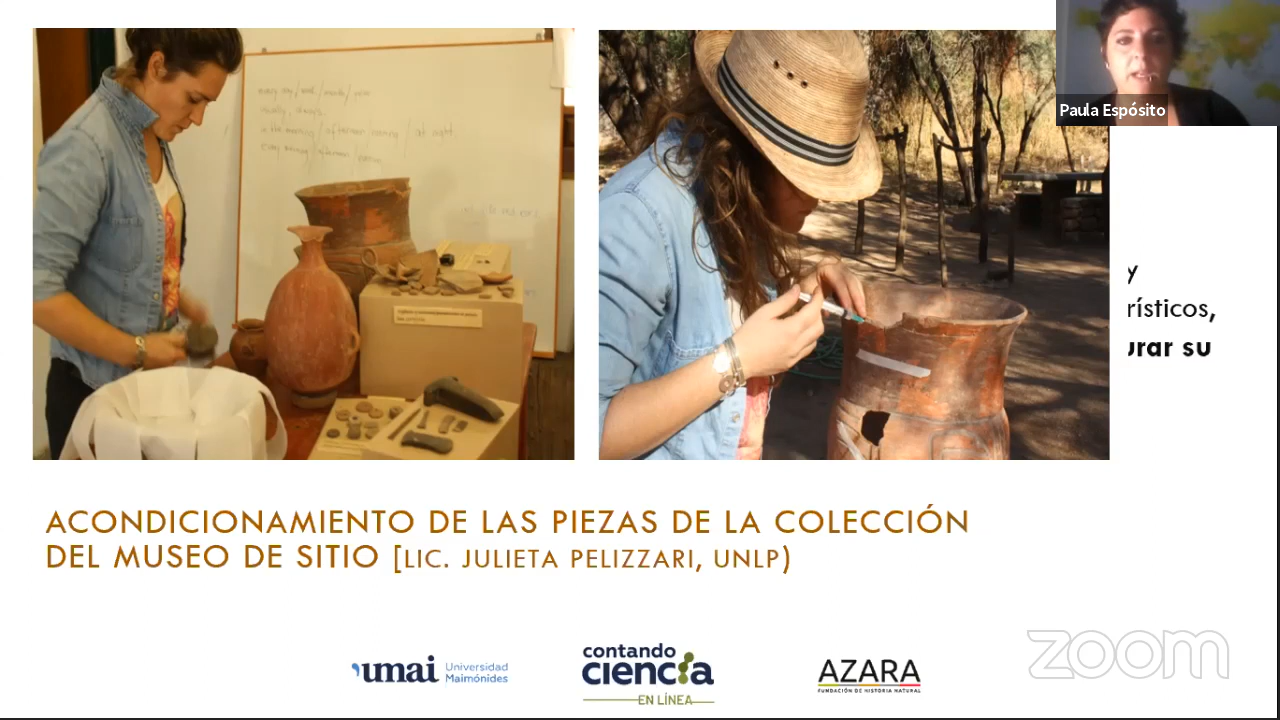 Paula Espósito
y
rísticos,
urar su
ACONDICIONAMIENTO DE LAS PIEZAS DE LA COLECCIÓN
DEL MUSEO DE SITIO [LIC. JULIETA PELIZZARI, UNLP)
umai Universidad
Maimónides
contando
ciencia
EN LÍNEA
AZARA
FUNDACIÓN DE HISTORIA NATURAL
zoom